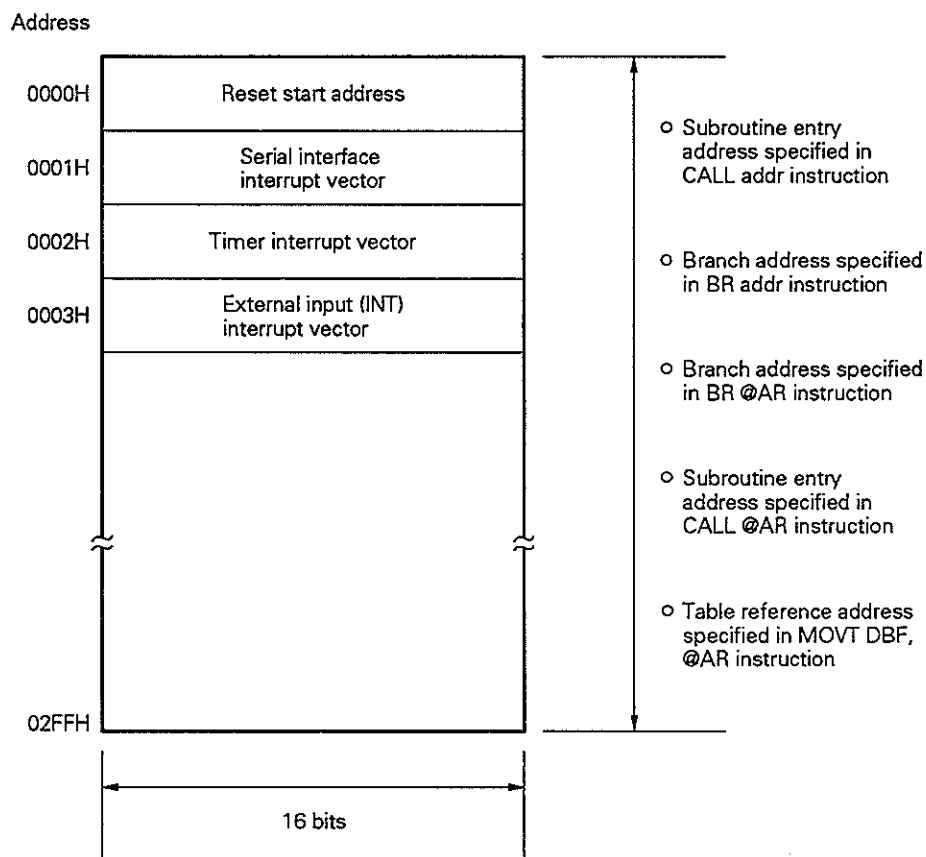 Address
0000H
Reset start address
0001H
Serial interface
interrupt vector
0002H
Timer interrupt vector
0003H
External input (INT)
interrupt vector
02FFH
16 bits
○ Subroutine entry
address specified in
CALL addr instruction
○ Branch address specified
in BR addr instruction
○ Branch address specified
in BR @AR instruction
○ Subroutine entry
address specified in
CALL @AR instruction
○ Table reference address
specified in MOVT DBF,
@AR instruction